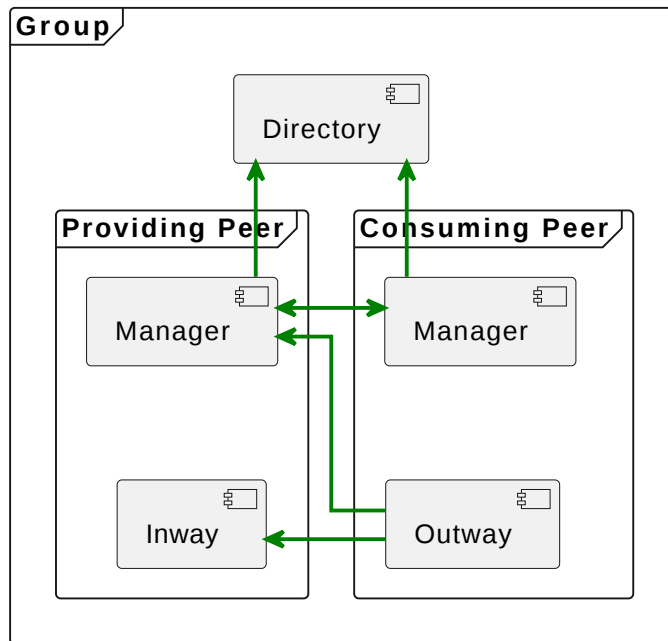 Group
Directory
Providing Peer
Consuming Peer
Manager
Manager
Inway
Outway